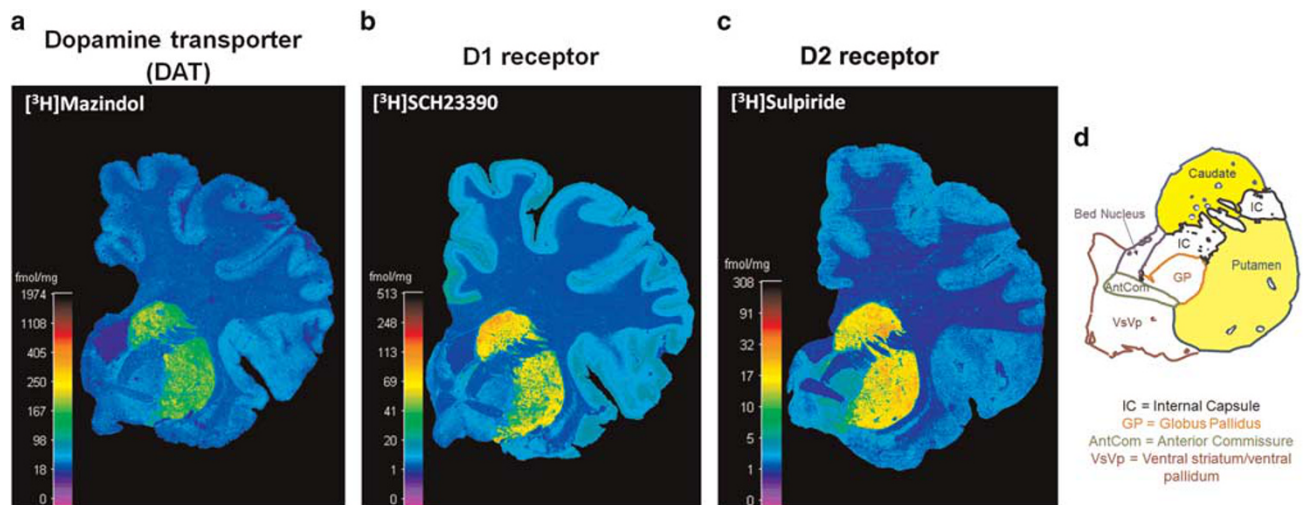 a
Dopamine transporter
(DAT)
[³H]Mazindol
fmol/mg
1974
1108
405
250
167
98
18
0
b
D1 receptor
[³H]SCH23390
fmol/mg
513
248
113
69
41
20
1
0
c
D2 receptor
[³H]Sulpiride
fmol/mg
308
91
32
17
10
5
1
0
d
Caudate
IC
Bed Nucleus
IC
Putamen
GP
AntCom
VsVp
IC = Internal Capsule
GP = Globus Pallidus
AntCom = Anterior Commissure
VsVp = Ventral striatum/ventral
pallidum